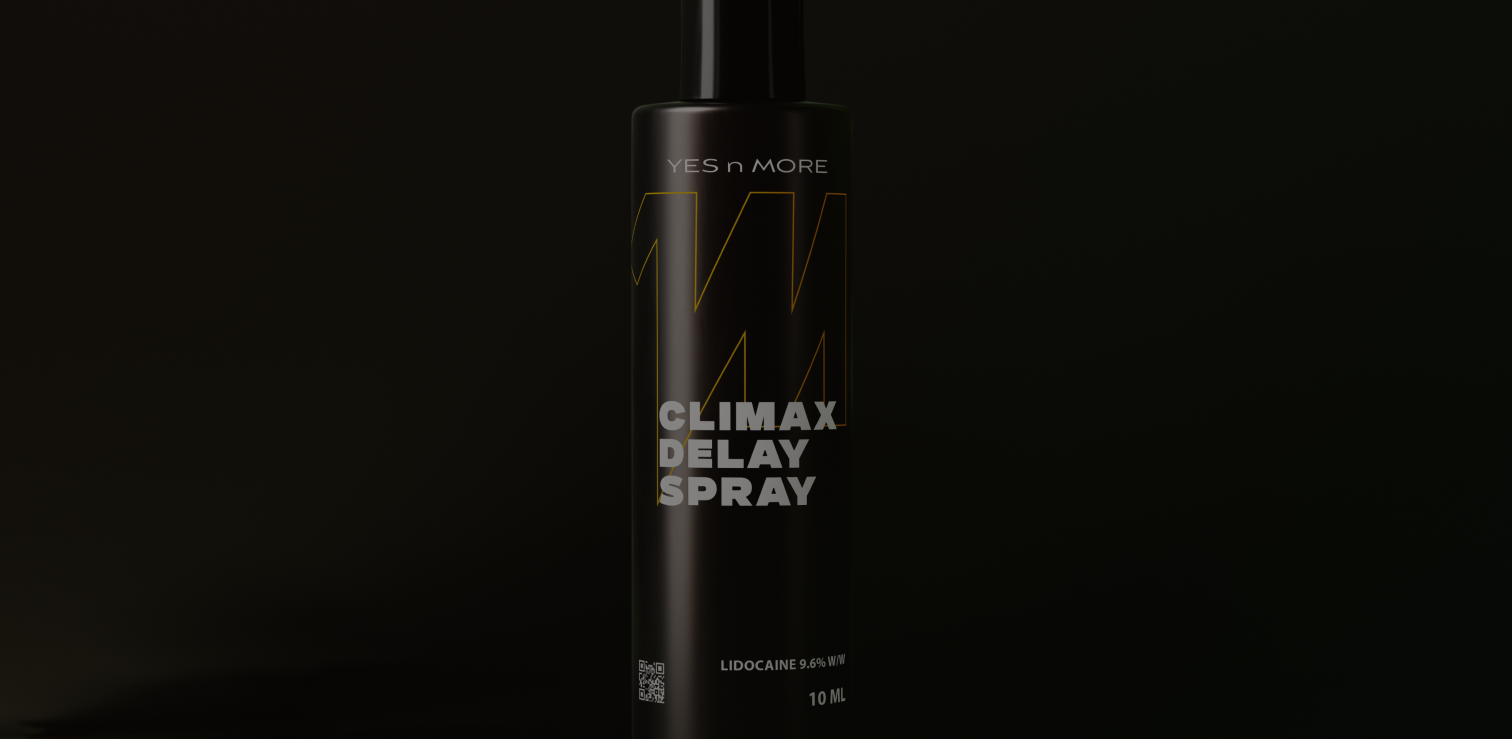 YES n MORE
CLIMAX
DELAY
SPRAY
LIDOCAINE 9.6% W/W
10 ML